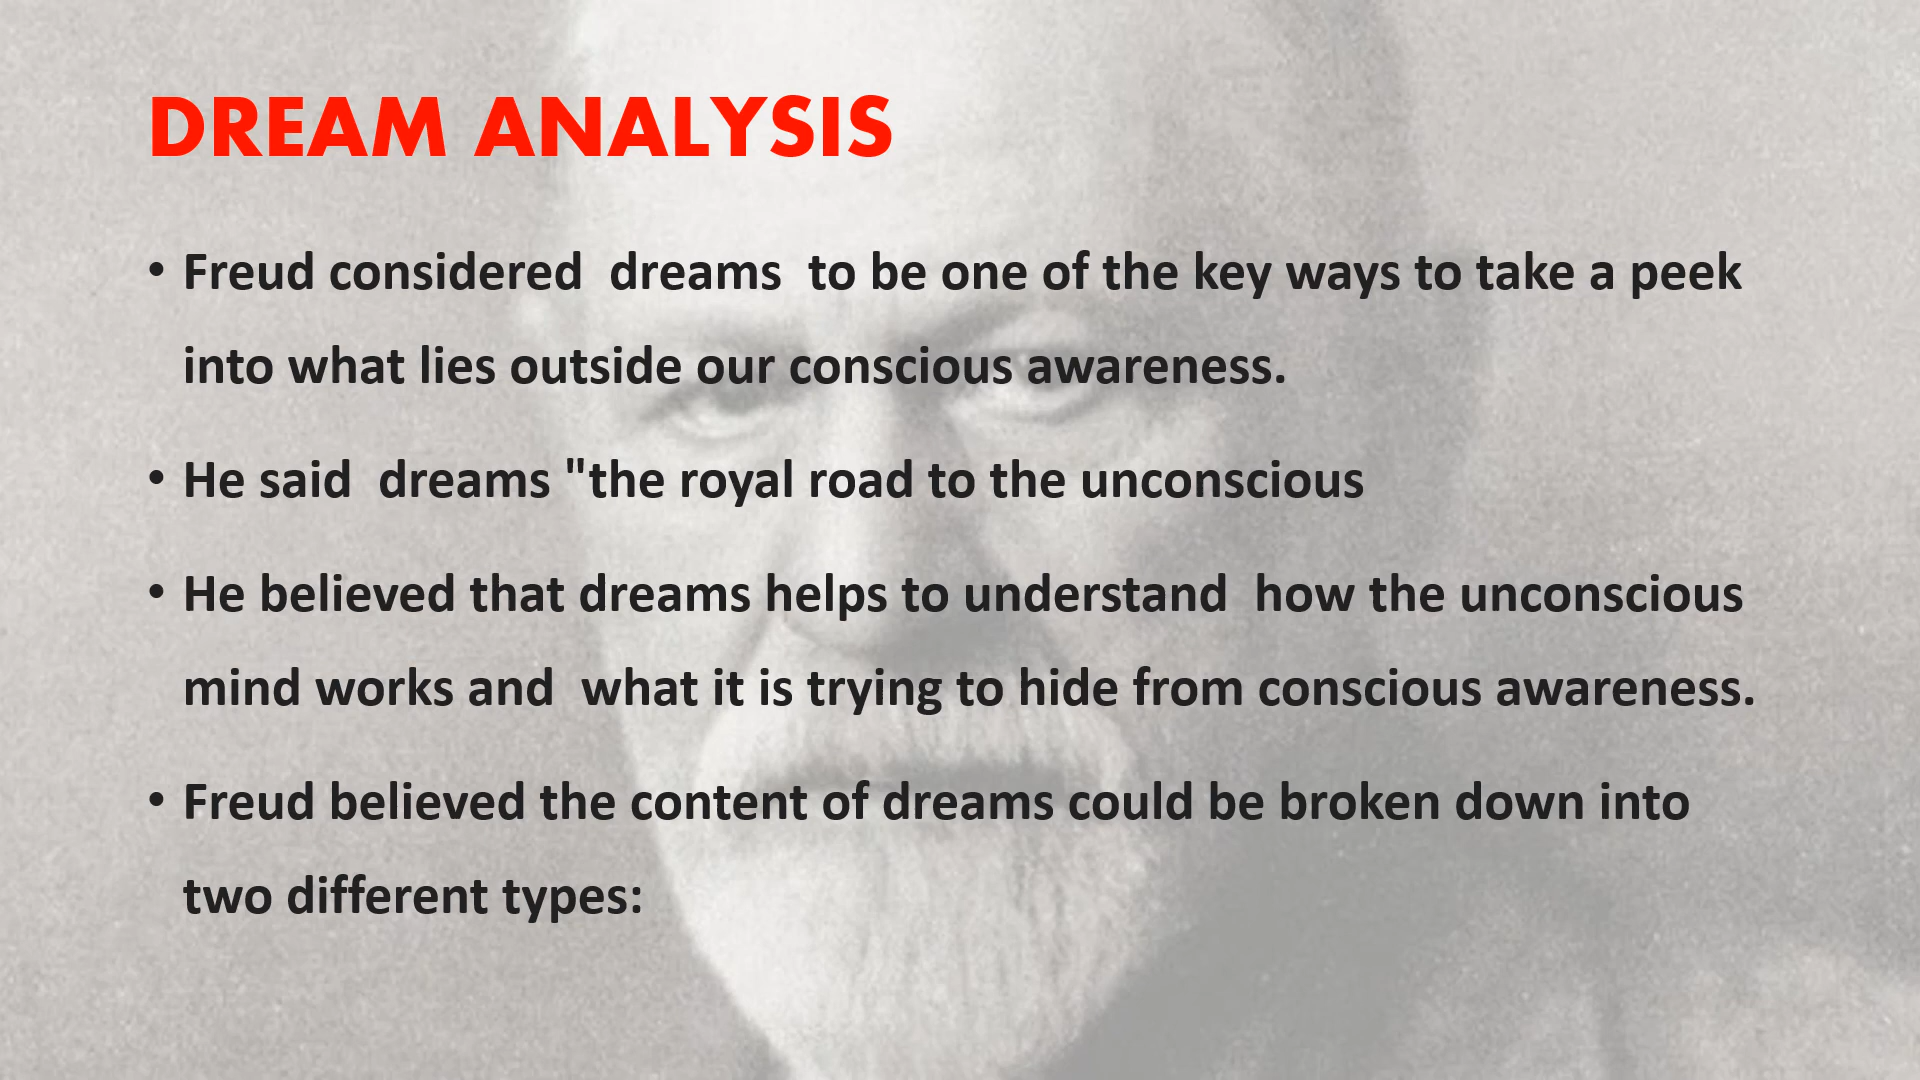 DREAM ANALYSIS
• Freud considered  dreams  to be one of the key ways to take a peek
into what lies outside our conscious awareness.
• He said  dreams "the royal road to the unconscious
• He believed that dreams helps to understand  how the unconscious
mind works and  what it is trying to hide from conscious awareness.
• Freud believed the content of dreams could be broken down into
two different types: